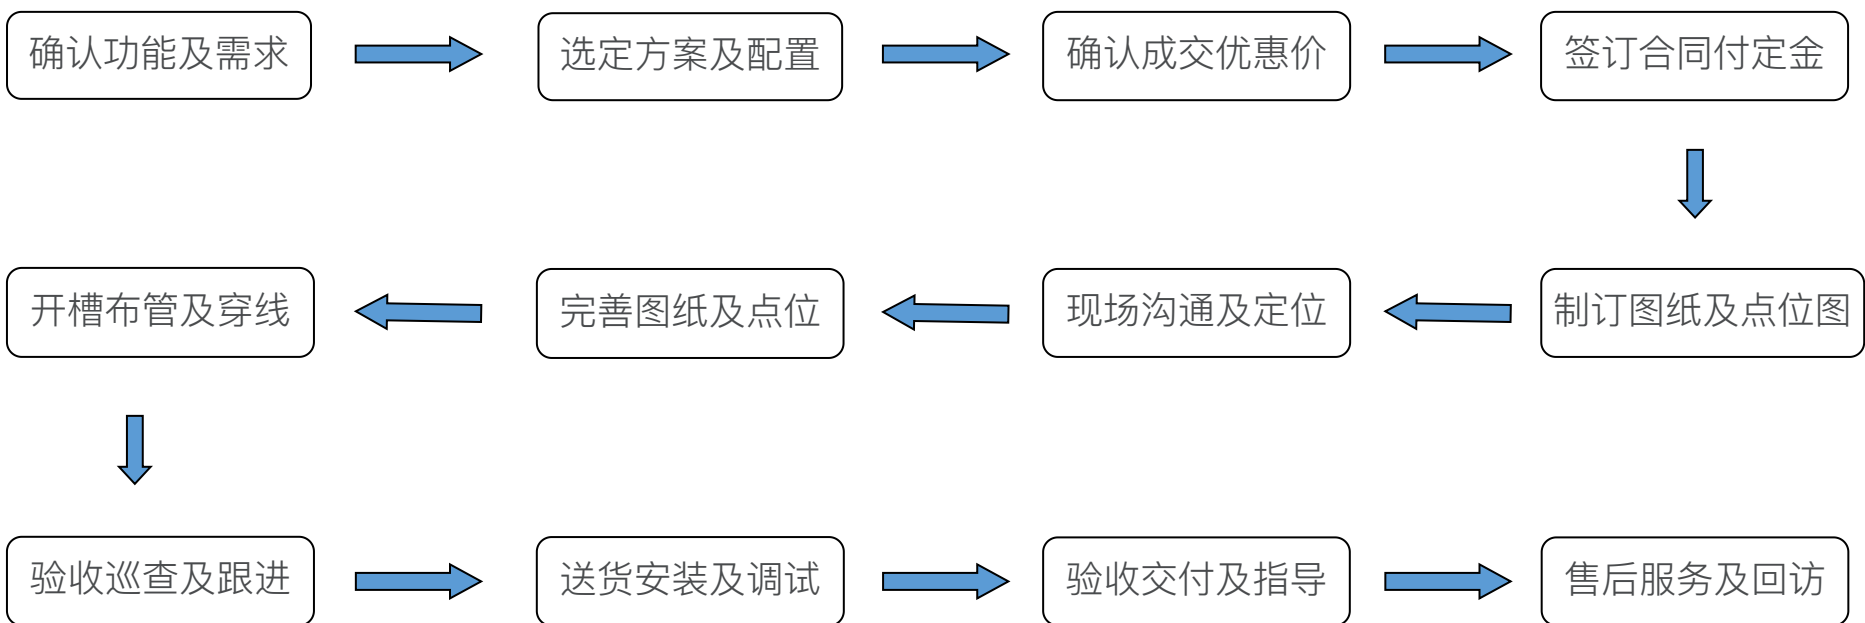 确认功能及需求
选定方案及配置
确认成交优惠价
签订合同付定金
制订图纸及点位图
现场沟通及定位
完善图纸及点位
开槽布管及穿线
验收巡查及跟进
送货安装及调试
验收交付及指导
售后服务及回访